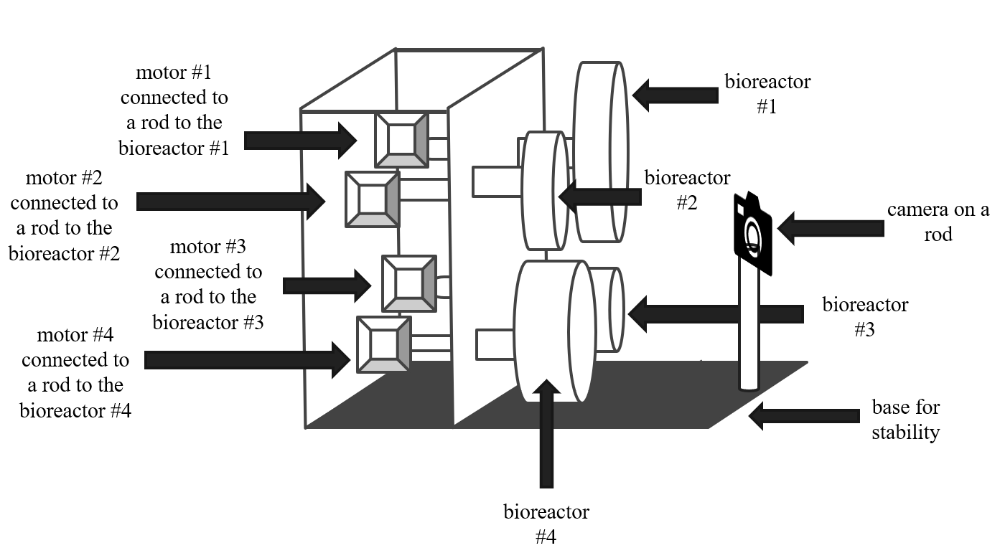 motor #1
connected to
a rod to the
bioreactor #1
motor #2
connected to
a rod to the
bioreactor #2
motor #3
connected to
a rod to the
bioreactor #3
motor #4
connected to
a rod to the
bioreactor #4
bioreactor
#1
bioreactor
#2
camera on a
rod
bioreactor
#3
base for
stability
bioreactor
#4